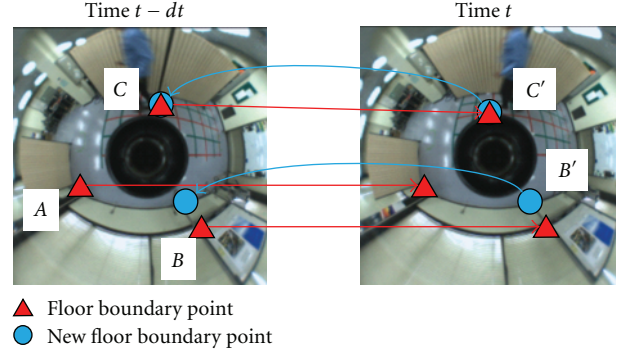 Time t − dt
Time t
C
C′
A
B
B′
Floor boundary point
New floor boundary point